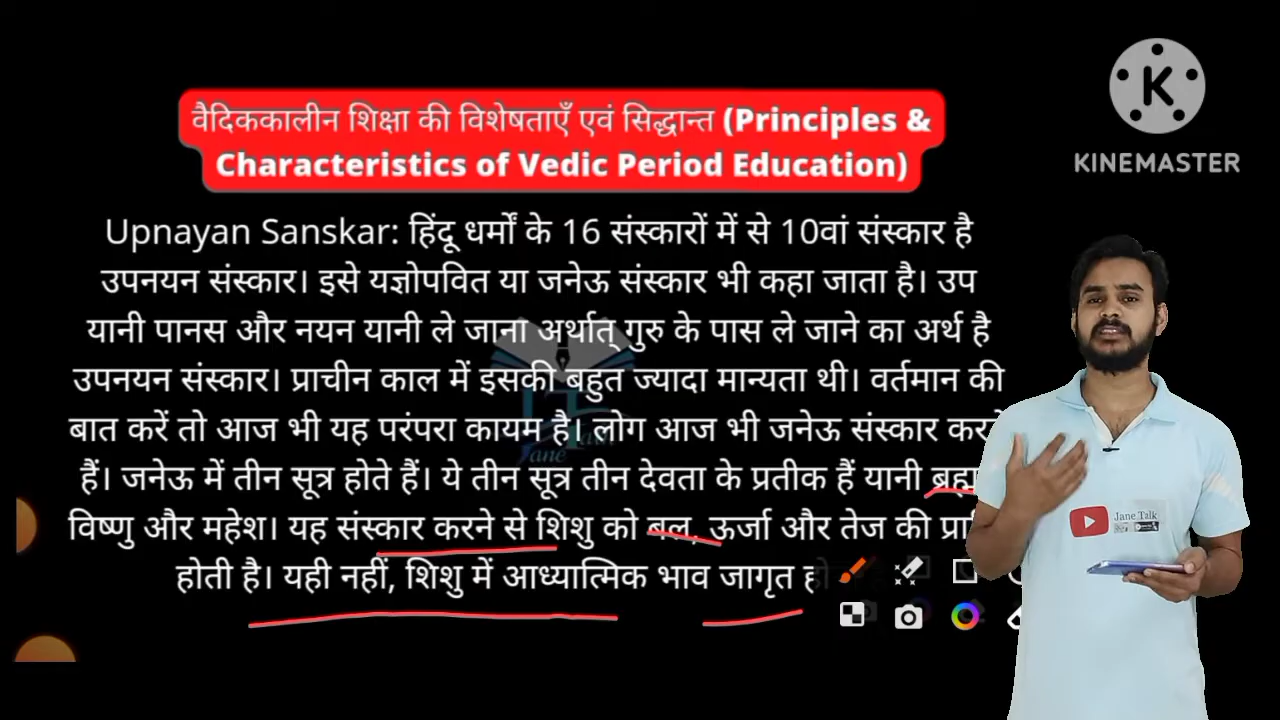 वैदिककालीन शिक्षा की विशेषताएँ एवं सिद्धान्त (Principles &
Characteristics of Vedic Period Education)
KINEMASTER
Upnayan Sanskar: हिंदू धर्मों के 16 संस्कारों में से 10वां संस्कार है
उपनयन संस्कार। इसे यज्ञोपवित या जनेऊ संस्कार भी कहा जाता है। उप
यानी पानस और नयन यानी ले जाना अर्थात् गुरु के पास ले जाने का अर्थ है
उपनयन संस्कार। प्राचीन काल में इसकी बहुत ज्यादा मान्यता थी। वर्तमान की
बात करें तो आज भी यह परंपरा कायम है। लोग आज भी जनेऊ संस्कार
हैं। जनेऊ में तीन सूत्र होते हैं। ये तीन सूत्र तीन देवता के प्रतीक हैं यानी
विष्णु और महेश। यह संस्कार करने से शिशु को बल, ऊर्जा और तेज की
होती है। यही नहीं, शिशु में आध्यात्मिक भाव जागृत
Jane Talk